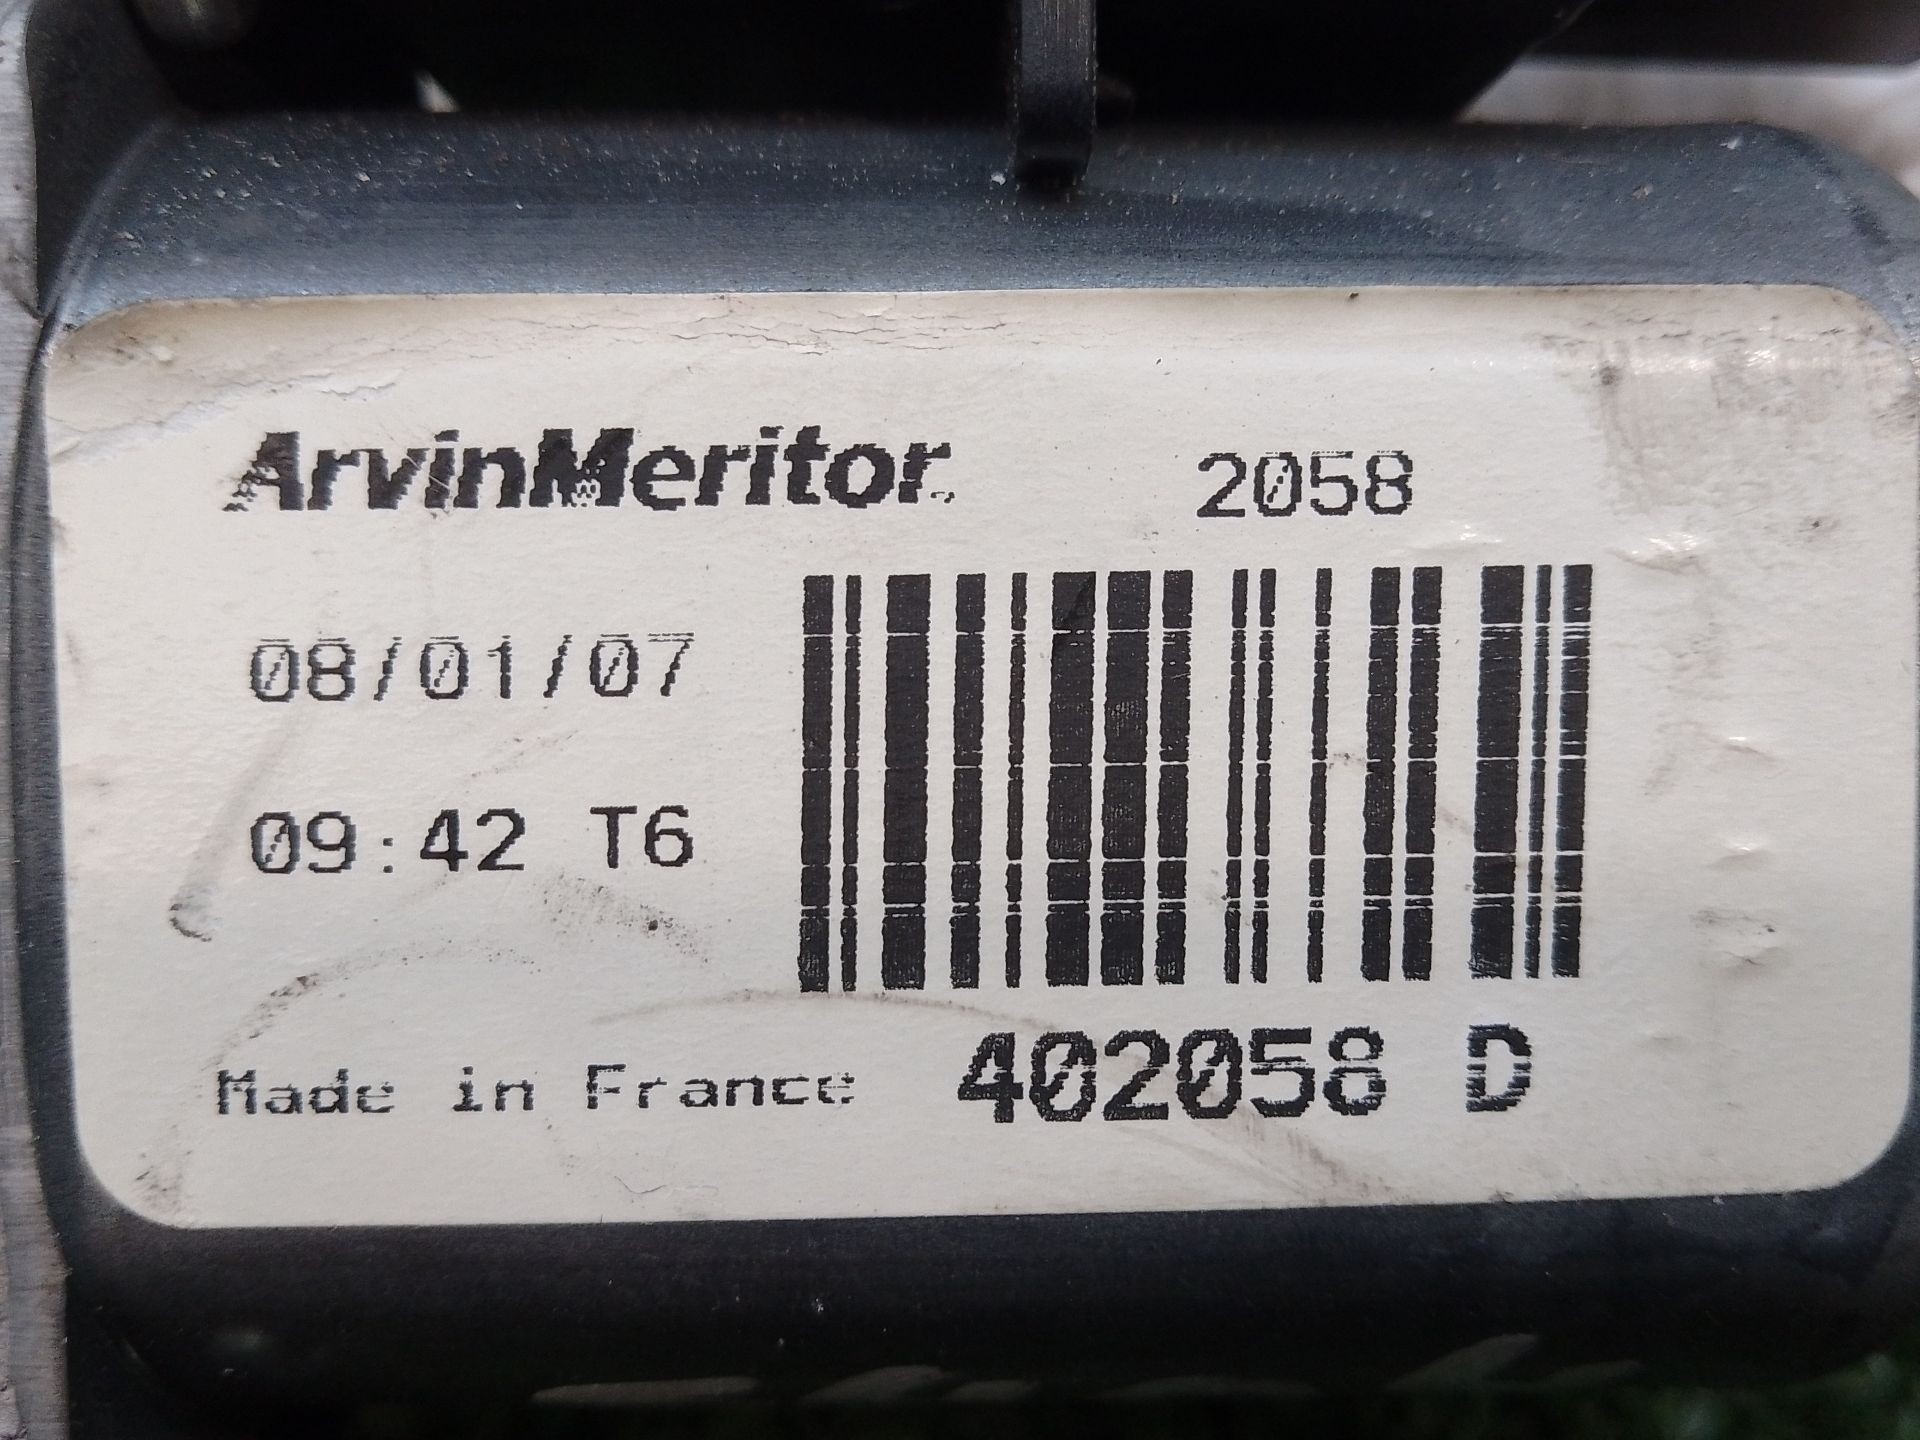 ArvinMeritor. 2058
08/01/07
09:42 T6
Made in France 402058 D